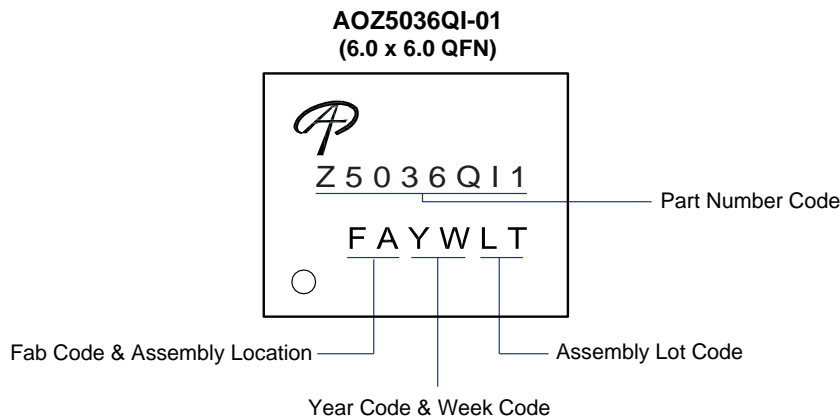 AOZ5036QI-01
(6.0 x 6.0 QFN)
Z5036QI1
Part Number Code
FAYWLT
Fab Code & Assembly Location
Assembly Lot Code
Year Code & Week Code